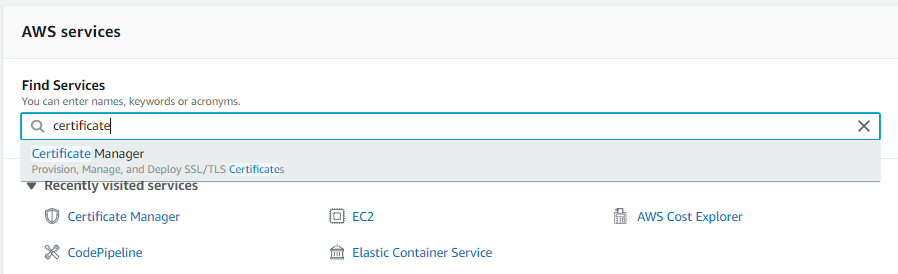 AWS services
Find Services
You can enter names, keywords or acronyms.
certificate
Certificate Manager
Provision, Manage, and Deploy SSL/TLS Certificates
Recently visited services
Certificate Manager EC2 AWS Cost Explorer
CodePipeline Elastic Container Service